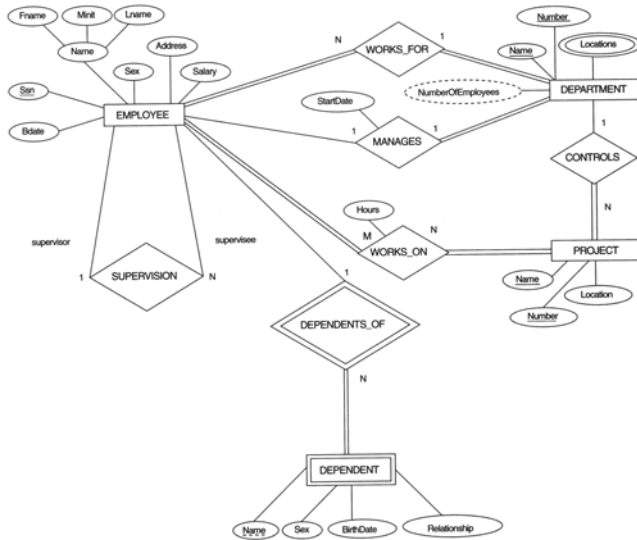 Fname
Minit
Lname
Name
Address
Sex
Salary
Ssn
Bdate
EMPLOYEE
N
WORKS_FOR
1
Number
Name
Locations
NumberOfEmployees
DEPARTMENT
StartDate
1
MANAGES
1
1
CONTROLS
N
supervisor
supervisee
1
SUPERVISION
N
Hours
M
WORKS_ON
N
PROJECT
Name
Number
Location
1
DEPENDENTS_OF
N
DEPENDENT
Name
Sex
BirthDate
Relationship